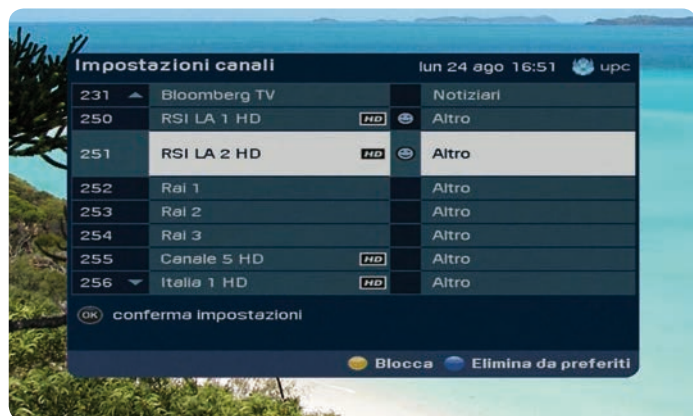 Impostazioni canali lun 24 ago 16:51 upc
231 Bloomberg TV Notiziari
250 RSI LA 1 HD HD Altro
251 RSI LA 2 HD HD Altro
252 Rai 1 Altro
253 Rai 2 Altro
254 Rai 3 Altro
255 Canale 5 HD HD Altro
256 Italia 1 HD HD Altro
OK conferma impostazioni
Blocca Elimina da preferiti